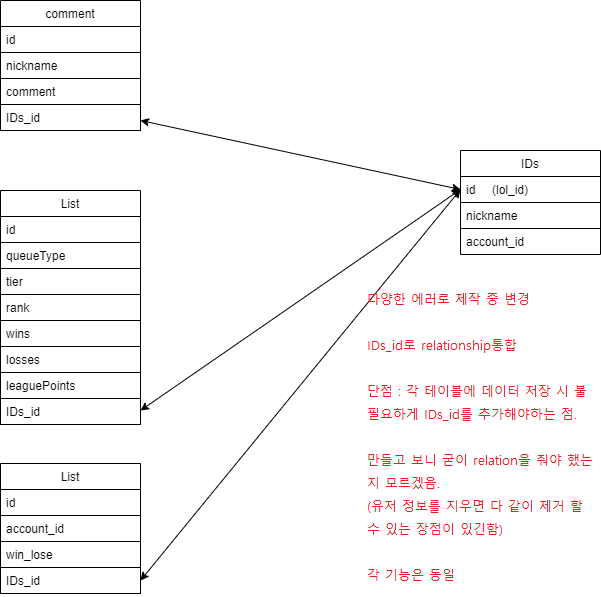 comment
id
nickname
comment
IDs_id
IDs
id (lol_id)
nickname
account_id
List
id
queueType
tier
rank
wins
losses
leaguePoints
IDs_id
List
id
account_id
win_lose
IDs_id
다양한 에러로 제작 중 변경
IDs_id로 relationship통합
단점 : 각 테이블에 데이터 저장 시 불
필요하게 IDs_id를 추가해야하는 점.
만들고 보니 굳이 relation을 줘야 했는
지 모르겠음.
(유저 정보를 지우면 다 같이 제거 할
수 있는 장점이 있긴함)
각 기능은 동일